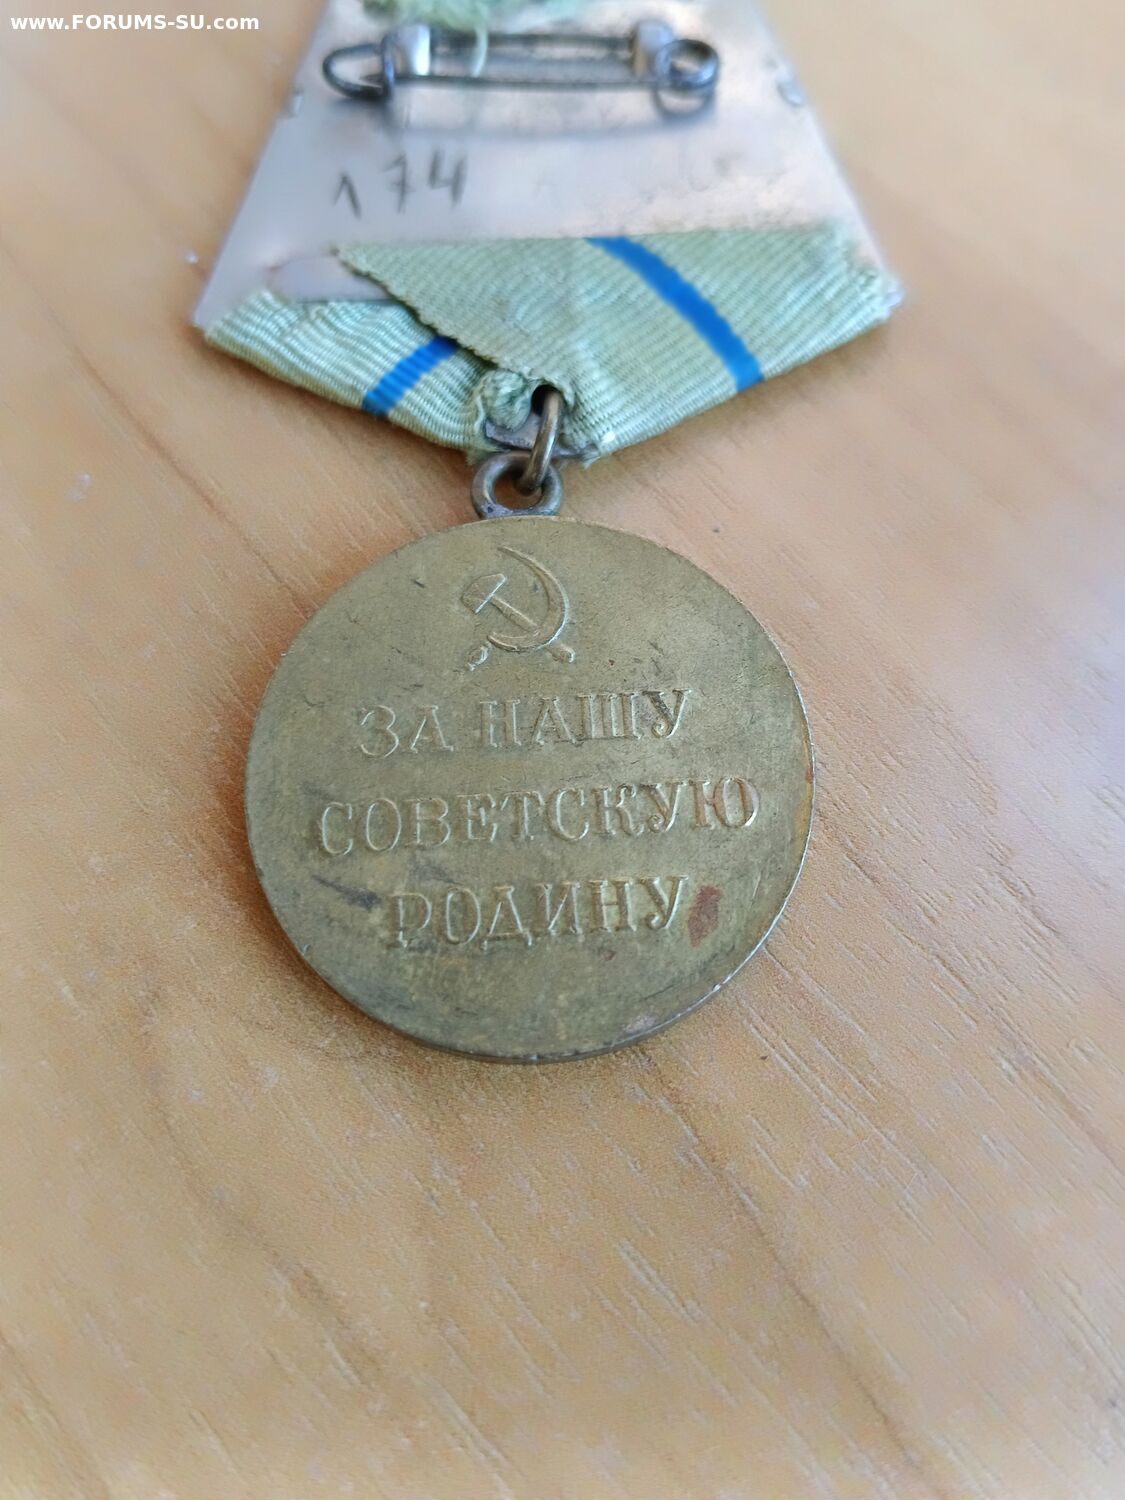 www.FORUMS-SU.com
174
ЗА НАШУ
СОВЕТСКУЮ
РОДИНУ